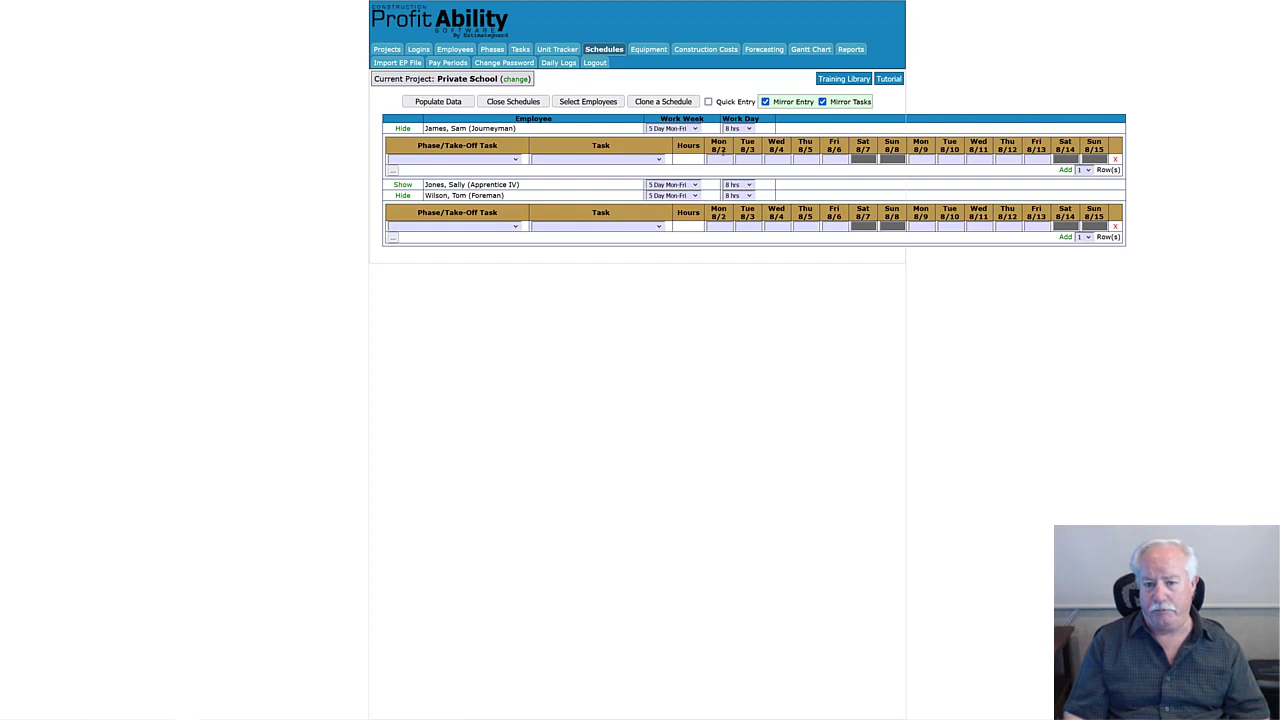 CONSTRUCTION
Profit Ability
SOFTWARE
By Estimateguard
Projects Logins Employees Phases Tasks Unit Tracker Schedules Equipment Construction Costs Forecasting Gantt Chart Reports
Import EP File Pay Periods Change Password Daily Logs Logout
Current Project: Private School (change) Training Library Tutorial
Populate Data Close Schedules Select Employees Clone a Schedule Quick Entry Mirror Entry Mirror Tasks
Employee Work Week Work Day
Hide James, Sam (Journeyman) 5 Day Mon-Fri 8 hrs
Phase/Take-Off Task Task Hours Mon 8/2 Tue 8/3 Wed 8/4 Thu 8/5 Fri 8/6 Sat 8/7 Sun 8/8 Mon 8/9 Tue 8/10 Wed 8/11 Thu 8/12 Fri 8/13 Sat 8/14 Sun 8/15
X
... Add 1 Row(s)
Show Jones, Sally (Apprentice IV) 5 Day Mon-Fri 8 hrs
Hide Wilson, Tom (Foreman) 5 Day Mon-Fri 8 hrs
Phase/Take-Off Task Task Hours Mon 8/2 Tue 8/3 Wed 8/4 Thu 8/5 Fri 8/6 Sat 8/7 Sun 8/8 Mon 8/9 Tue 8/10 Wed 8/11 Thu 8/12 Fri 8/13 Sat 8/14 Sun 8/15
X
... Add 1 Row(s)